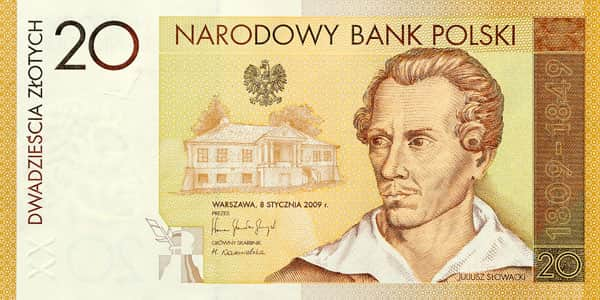 DWADZIEŚCIA ZŁOTYCH
20
NARODOWY BANK POLSKI
WARSZAWA, 8 STYCZNIA 2009 r.
PREZES
GŁÓWNY SKARBNIK
1809 - 1849
XX
JULIUSZ SŁOWACKI
20